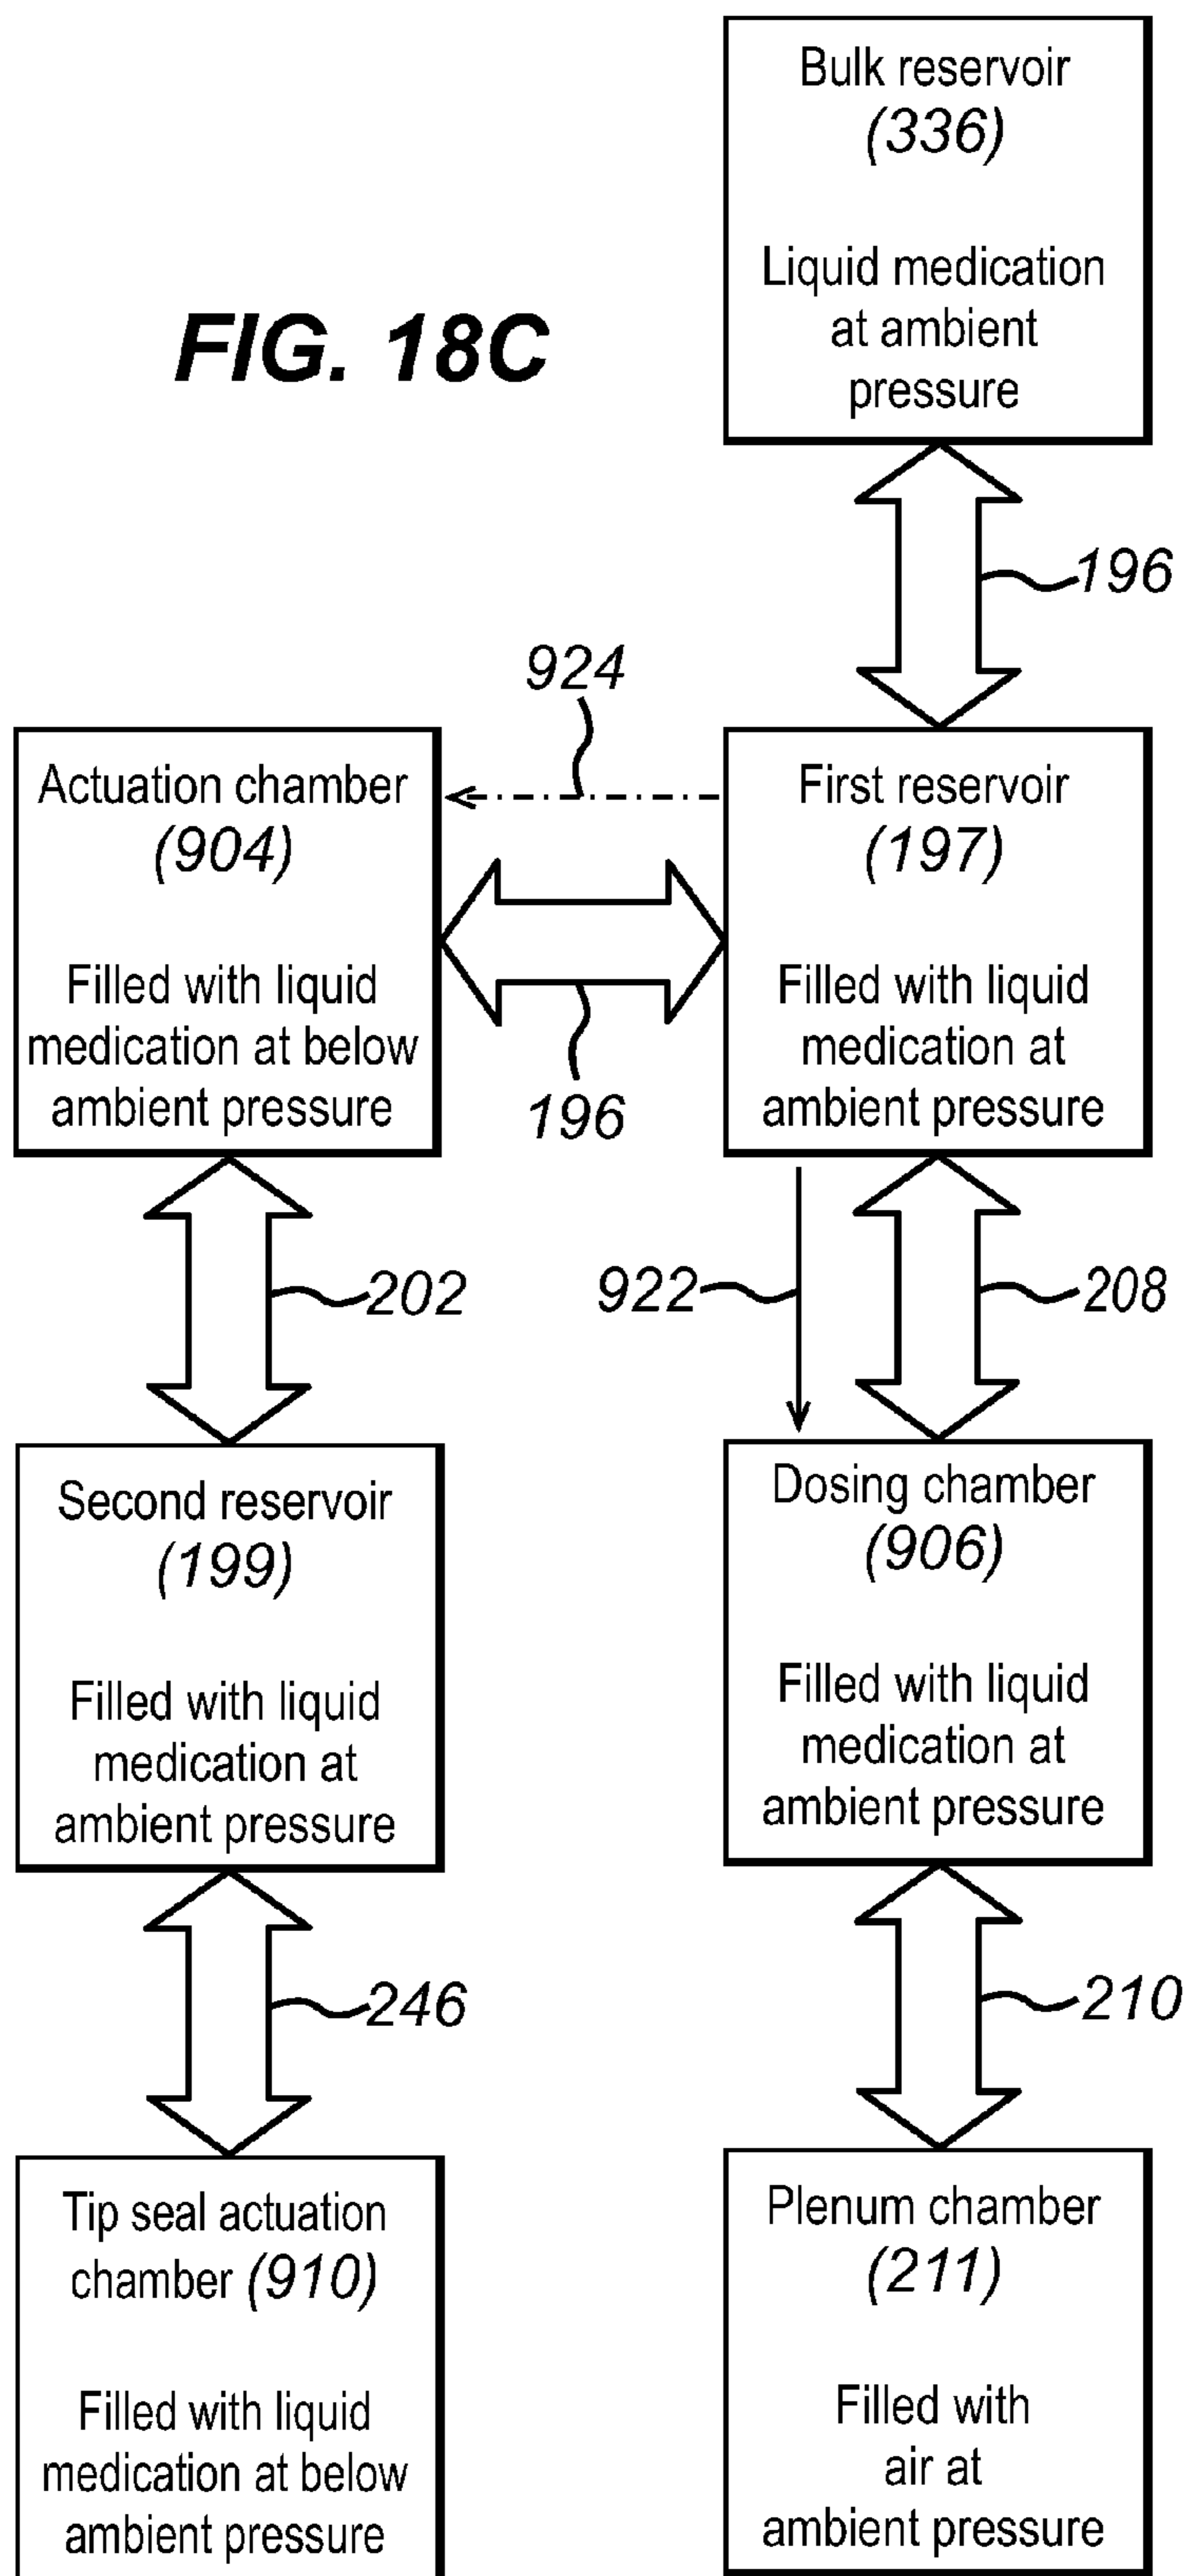 Bulk reservoir
(336)
Liquid medication
at ambient
pressure
FIG. 18C
196
924
Actuation chamber
(904)
Filled with liquid
medication at below
ambient pressure
First reservoir
(197)
Filled with liquid
medication at
ambient pressure
196
202
922
208
Second reservoir
(199)
Filled with liquid
medication at
ambient pressure
Dosing chamber
(906)
Filled with liquid
medication at
ambient pressure
246
210
Tip seal actuation
chamber (910)
Filled with liquid
medication at below
ambient pressure
Plenum chamber
(211)
Filled with
air at
ambient pressure